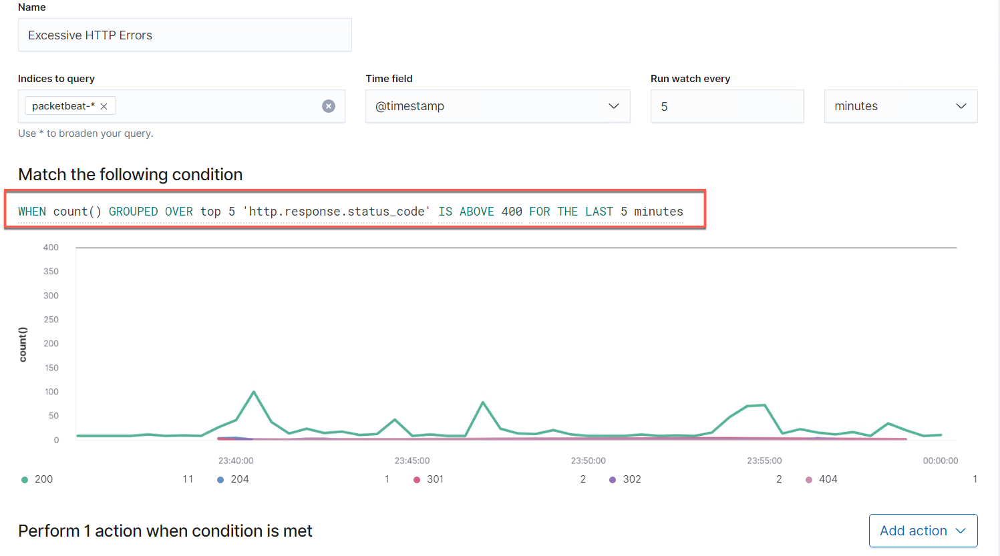 Name
Excessive HTTP Errors
Indices to query
Time field
Run watch every
packetbeat-*
@timestamp
5
minutes
Use * to broaden your query.
Match the following condition
WHEN count() GROUPED OVER top 5 'http.response.status_code' IS ABOVE 400 FOR THE LAST 5 minutes
400
350
300
250
200
150
100
50
0
count()
23:40:00 23:45:00 23:50:00 23:55:00 00:00:00
200 11 204 1 301 2 302 2 404 1
Perform 1 action when condition is met
Add action